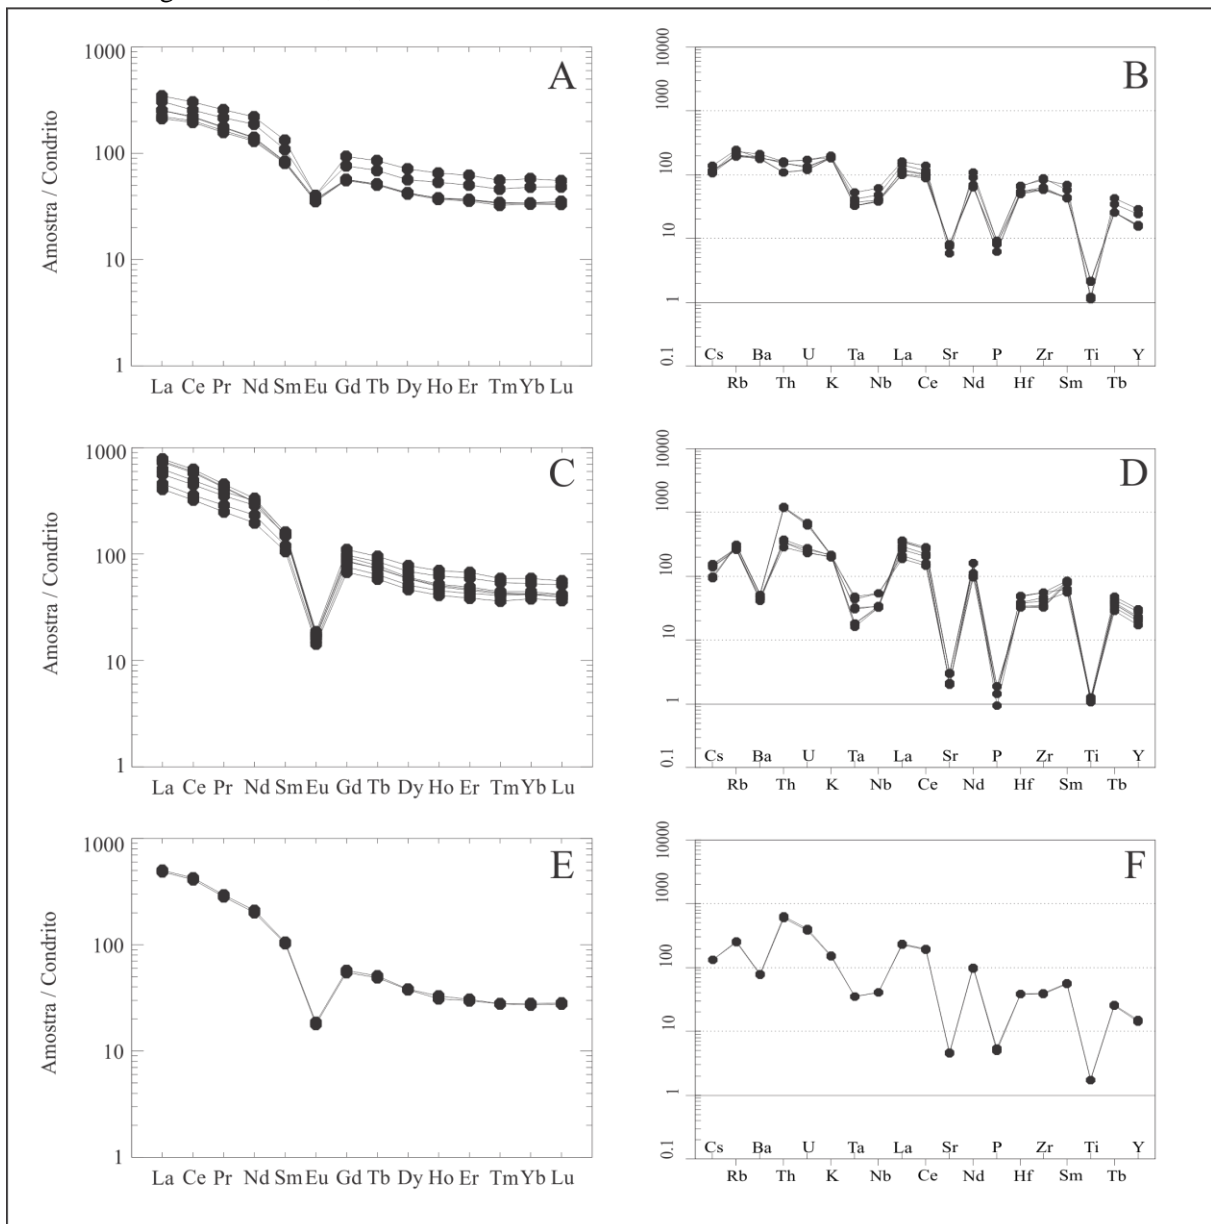 1000
100
10
1
Amostra / Condrito
A
La Ce Pr Nd Sm Eu Gd Tb Dy Ho Er Tm Yb Lu
10000
1000
100
10
1
0.1
B
Cs Ba U Ta La Sr P Zr Ti Y
Rb Th K Nb Ce Nd Hf Sm Tb
1000
100
10
1
Amostra / Condrito
C
La Ce Pr Nd Sm Eu Gd Tb Dy Ho Er Tm Yb Lu
10000
1000
100
10
1
0.1
D
Cs Ba U Ta La Sr P Zr Ti Y
Rb Th K Nb Ce Nd Hf Sm Tb
1000
100
10
1
Amostra / Condrito
E
La Ce Pr Nd Sm Eu Gd Tb Dy Ho Er Tm Yb Lu
10000
1000
100
10
1
0.1
F
Cs Ba U Ta La Sr P Zr Ti Y
Rb Th K Nb Ce Nd Hf Sm Tb